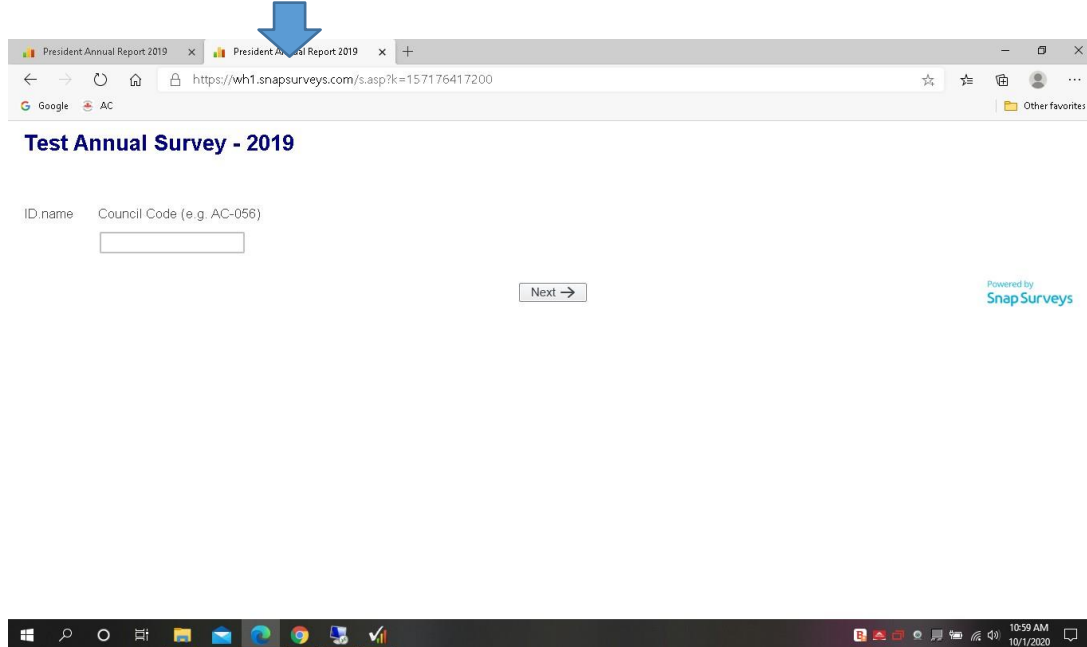 President Annual Report 2019
President Annual Report 2019
https://wh1.snapsurveys.com/s.asp?k=157176417200
Google AC Other favorites
Test Annual Survey - 2019
ID.name Council Code (e.g. AC-056)
Next →
Powered by
Snap Surveys
10:59 AM
10/1/2020